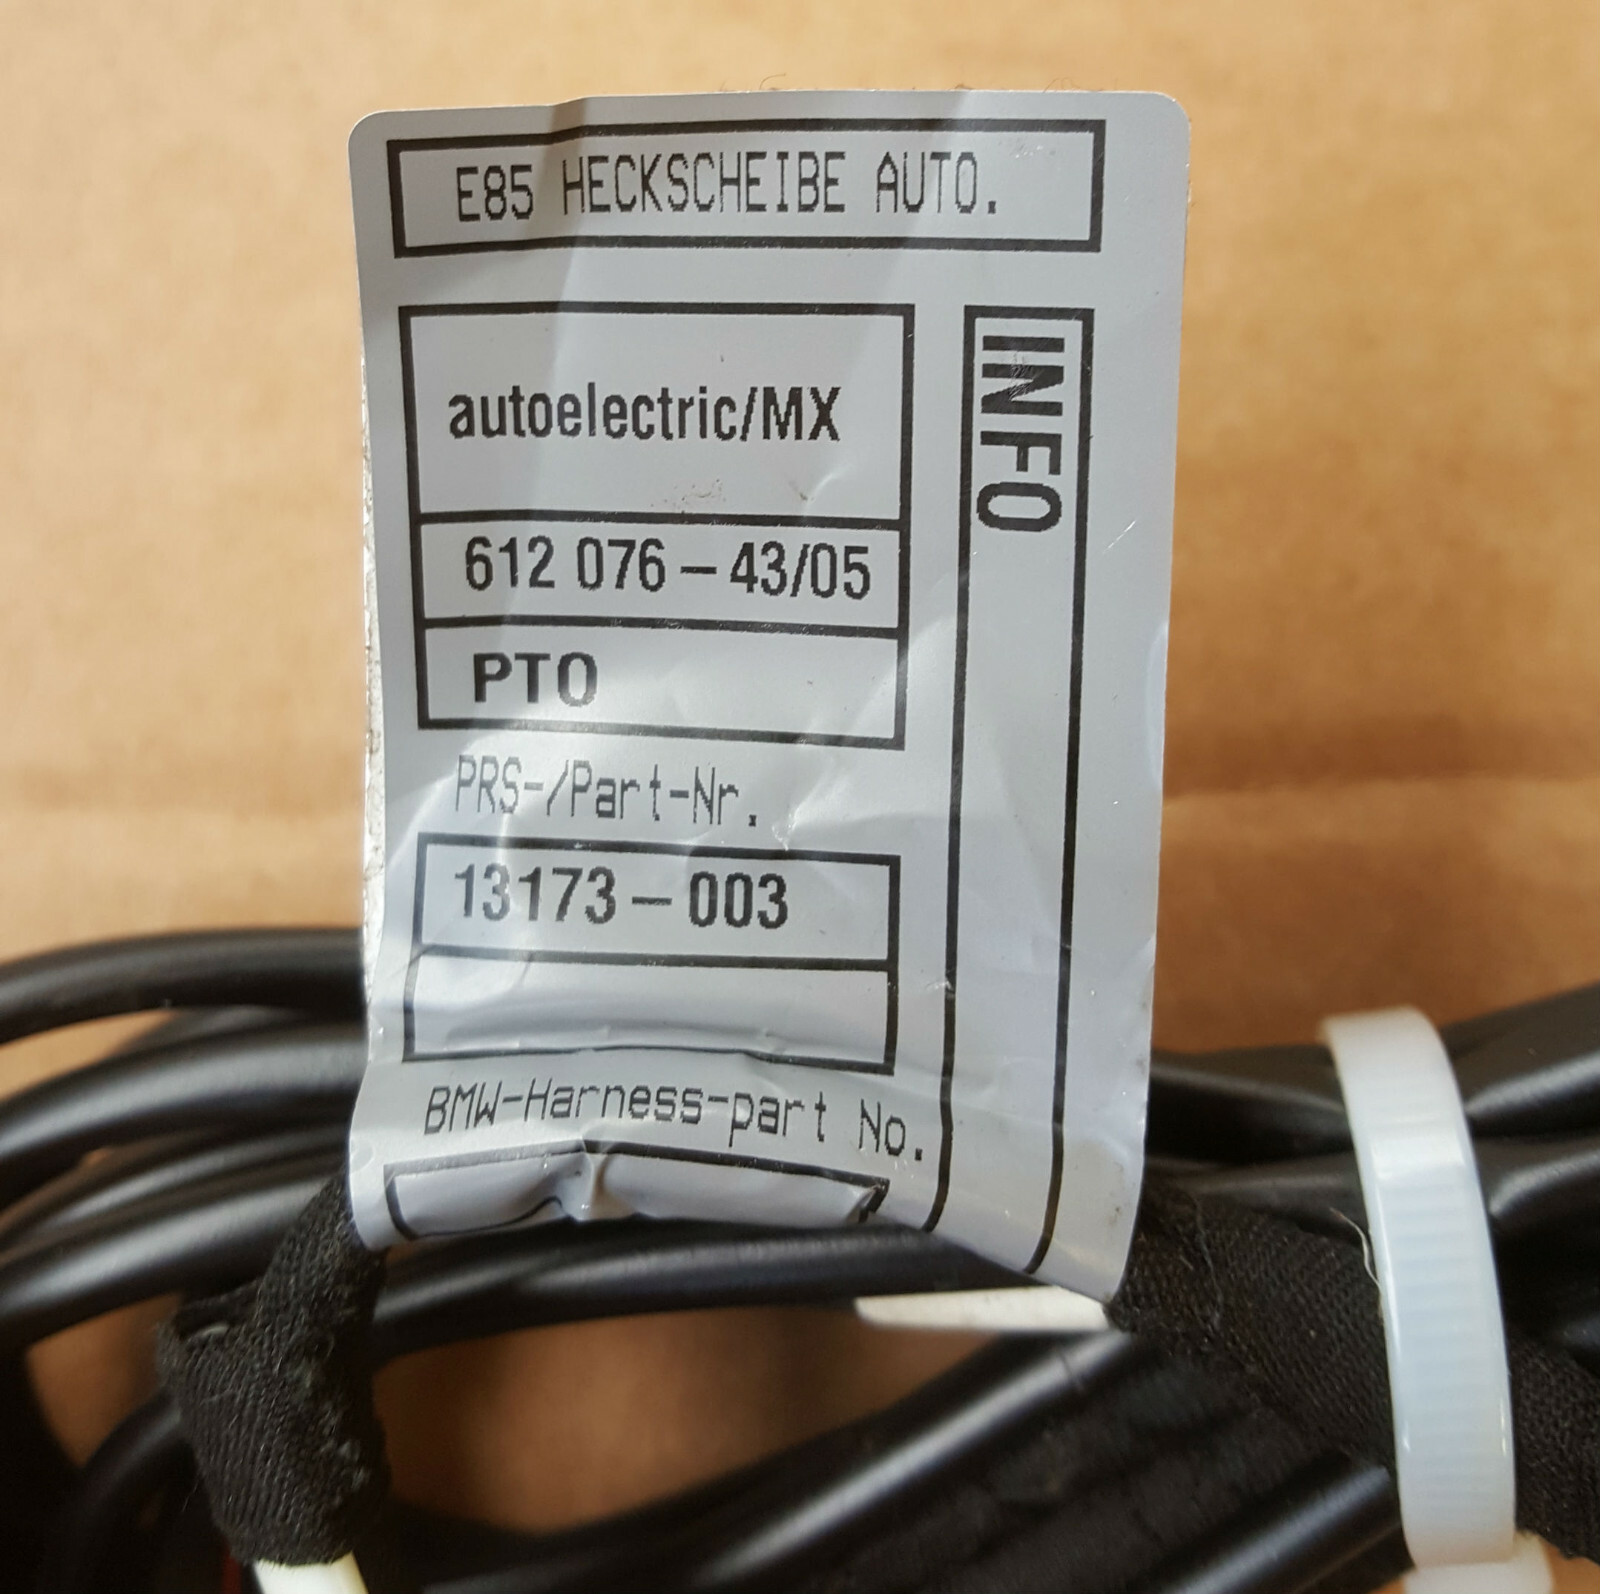 E85 HECKSCHEIBE AUTO.
INFO
autoelectric/MX
612 076 – 43/05
PTO
PRS-/Part-Nr.
13173 – 003
BMW-Harness-part No.